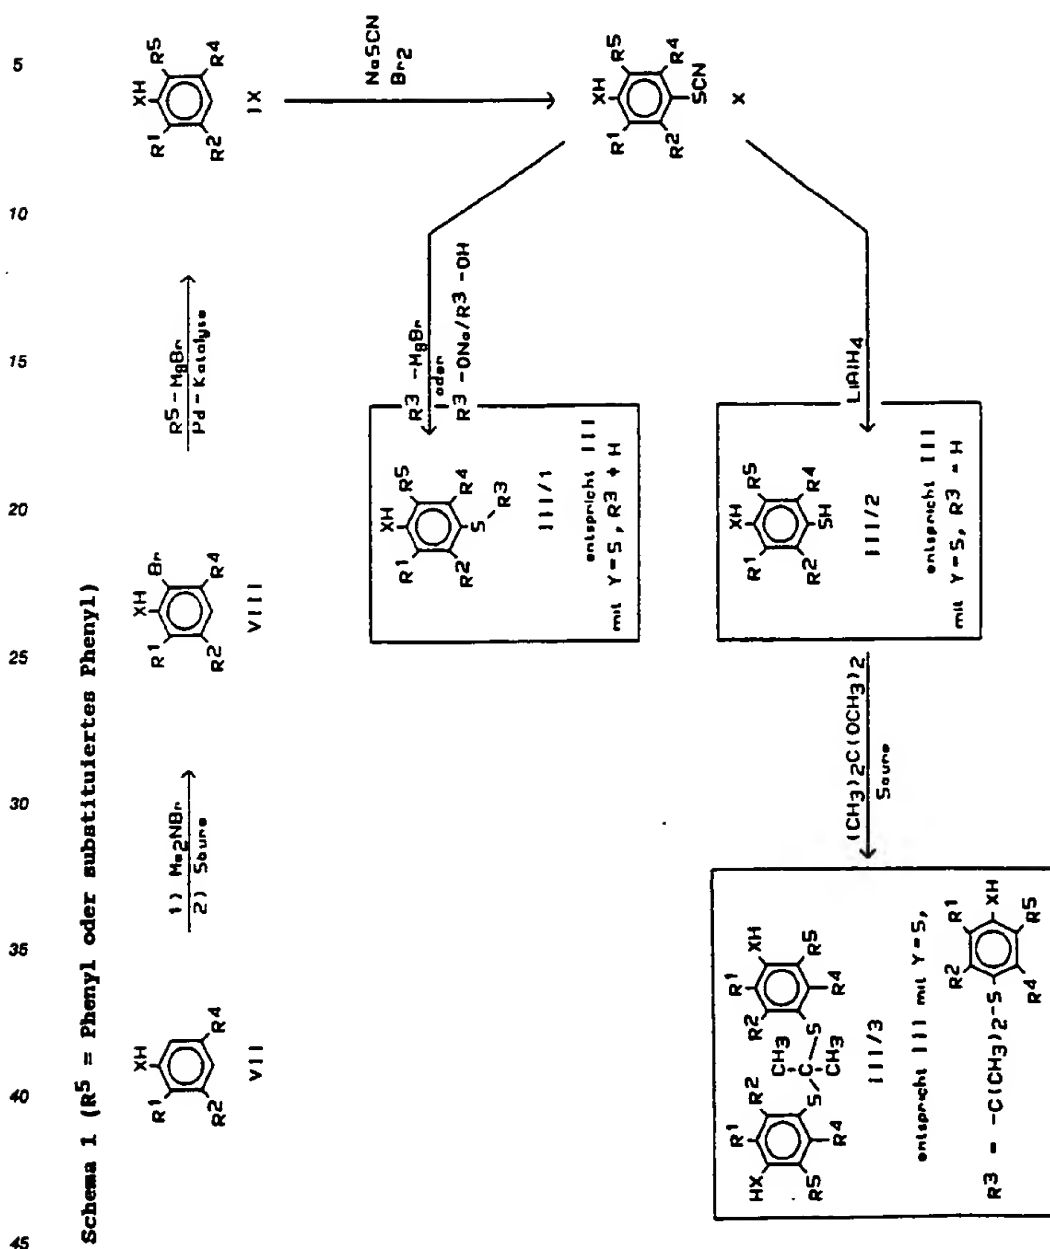 Schema 1 (R5 = Phenyl oder substituiertes Phenyl)
XH
R1
R2
R4
VII
1) Me2NBr
2) Säure
XH
R1
Br
R2
R4
VIII
R5-MgBr
Pd-Katalyse
XH
R1
R5
R2
R4
IX
NaSCN
Br2
XH
R1
R5
R2
R4
SCN
X
R3 -MgBr
oder
R3 -ONa/R3 -OH
XH
R1
R5
R2
R4
S
R3
III/1
entspricht III
mit Y=S, R3 ≠ H
LiAlH4
XH
R1
R5
R2
R4
SH
III/2
entspricht III
mit Y=S, R3 = H
(CH3)2C(OCH3)2
Säure
R1
R2
HX
R5
R4
S
CH3
C
CH3
S
R2
R1
XH
R5
R4
III/3
entspricht III mit Y=S,
R3 = -C(CH3)2-S
R2
R1
XH
R4
R5
5
10
15
20
25
30
35
40
45